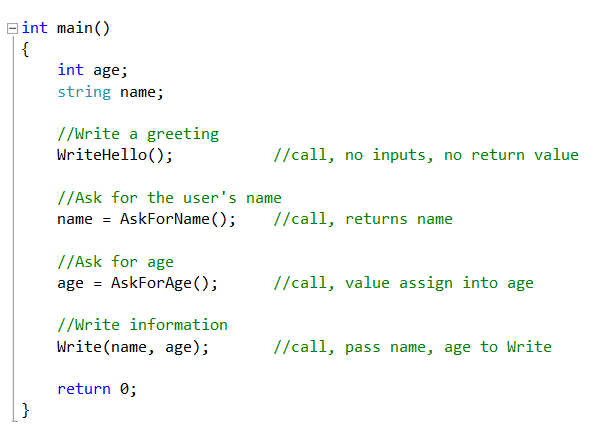 int main()
{
int age;
string name;
//Write a greeting
WriteHello(); //call, no inputs, no return value
//Ask for the user's name
name = AskForName(); //call, returns name
//Ask for age
age = AskForAge(); //call, value assign into age
//Write information
Write(name, age); //call, pass name, age to Write
return 0;
}